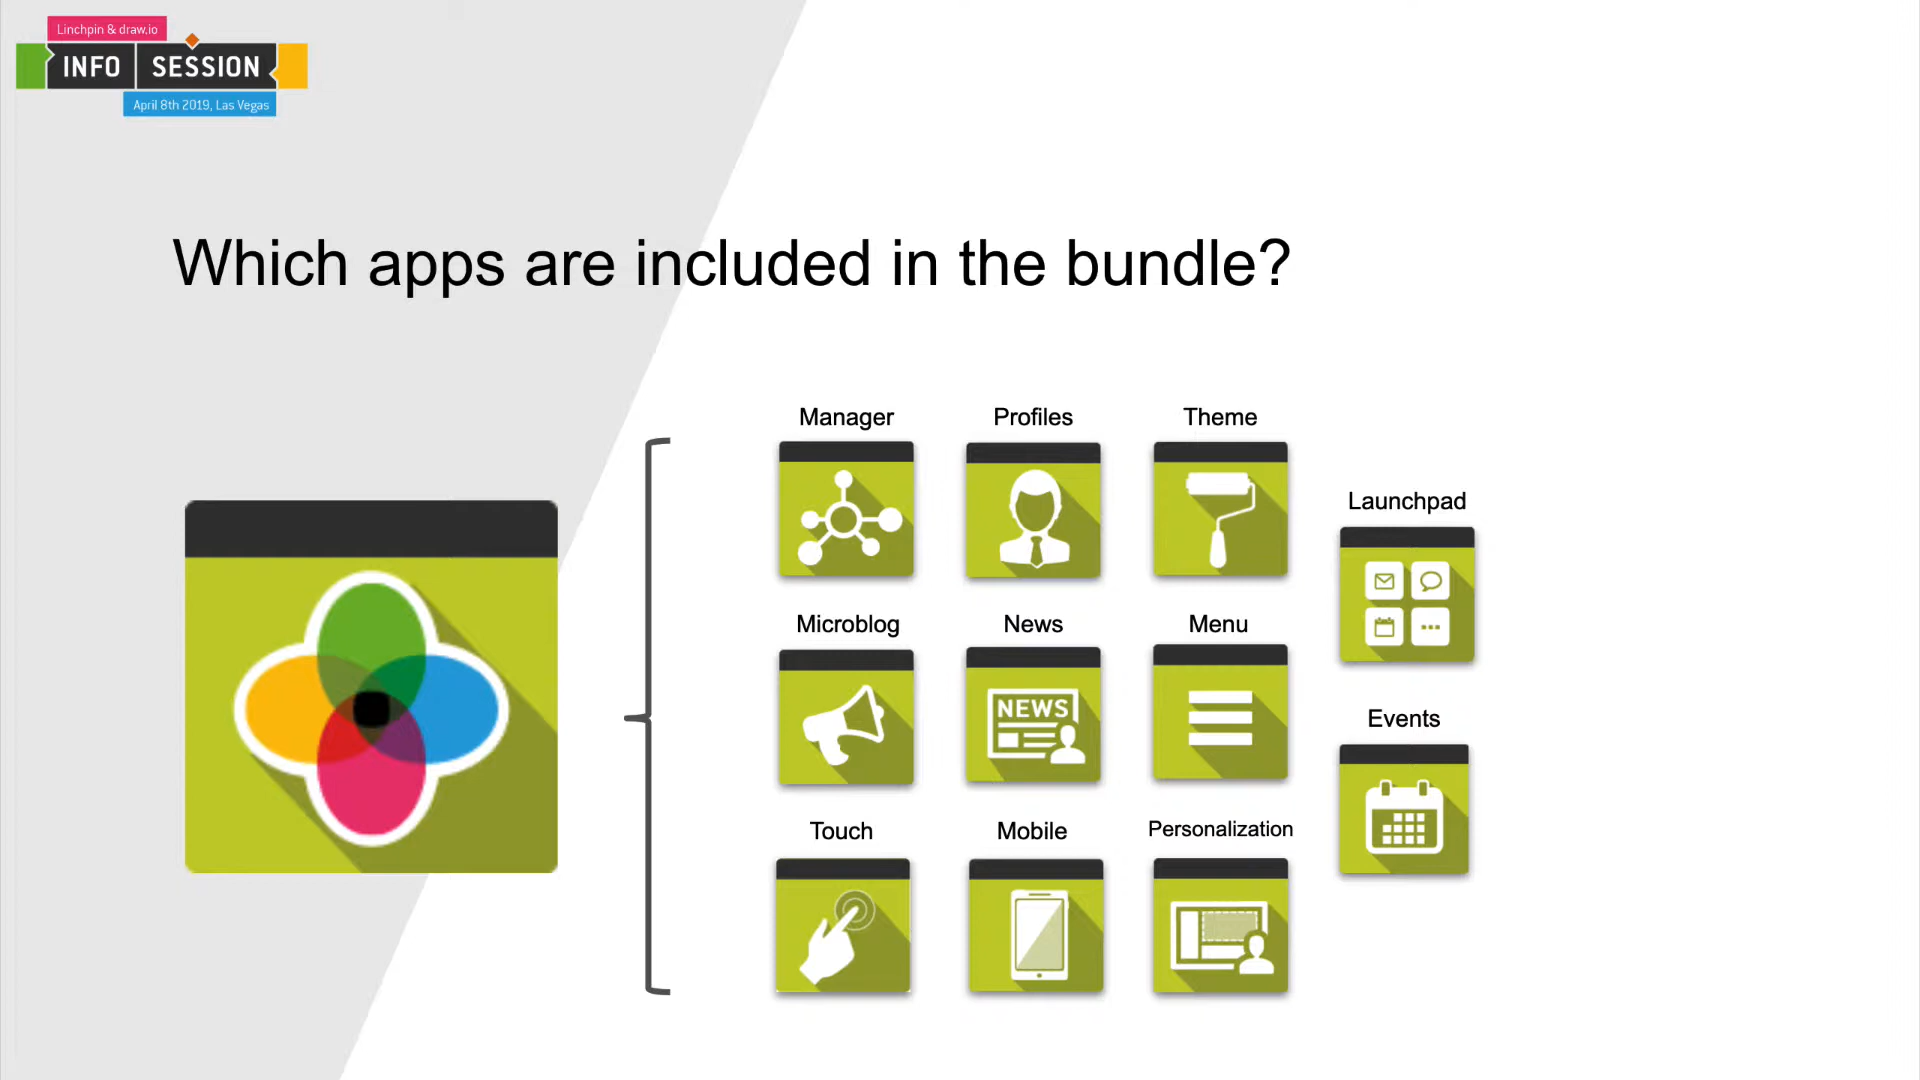 Linchpin & draw.io
INFO SESSION
April 8th 2019, Las Vegas
Which apps are included in the bundle?
Manager
Profiles
Theme
Launchpad
Microblog
News
Menu
NEWS
Events
Touch
Mobile
Personalization